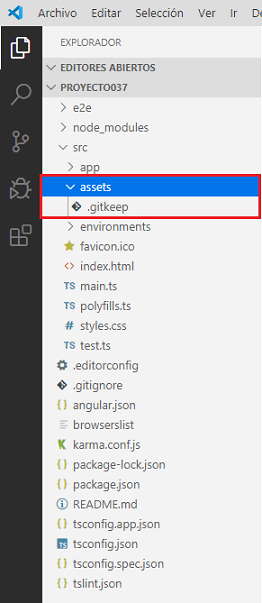 Archivo Editar Selección Ver Ir
EXPLORADOR
EDITORES ABIERTOS
PROYECTO037
e2e
node_modules
src
app
assets
.gitkeep
environments
favicon.ico
index.html
TS main.ts
TS polyfills.ts
# styles.css
TS test.ts
.editorconfig
.gitignore
{} angular.json
browserslist
karma.conf.js
{} package-lock.json
{} package.json
README.md
{} tsconfig.app.json
TS tsconfig.json
{} tsconfig.spec.json
{} tslint.json